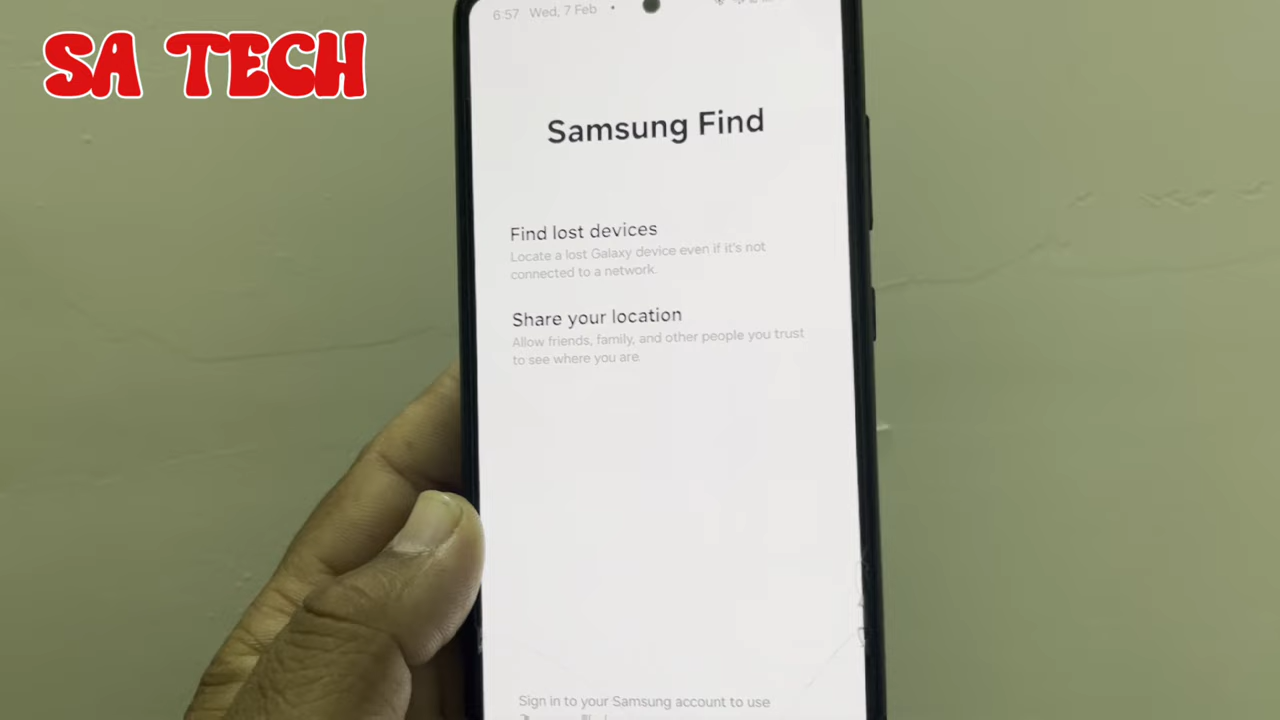 SA TECH
6:57 Wed, 7 Feb •
Samsung Find
Find lost devices
Locate a lost Galaxy device even if it's not
connected to a network.
Share your location
Allow friends, family, and other people you trust
to see where you are.
Sign in to your Samsung account to use